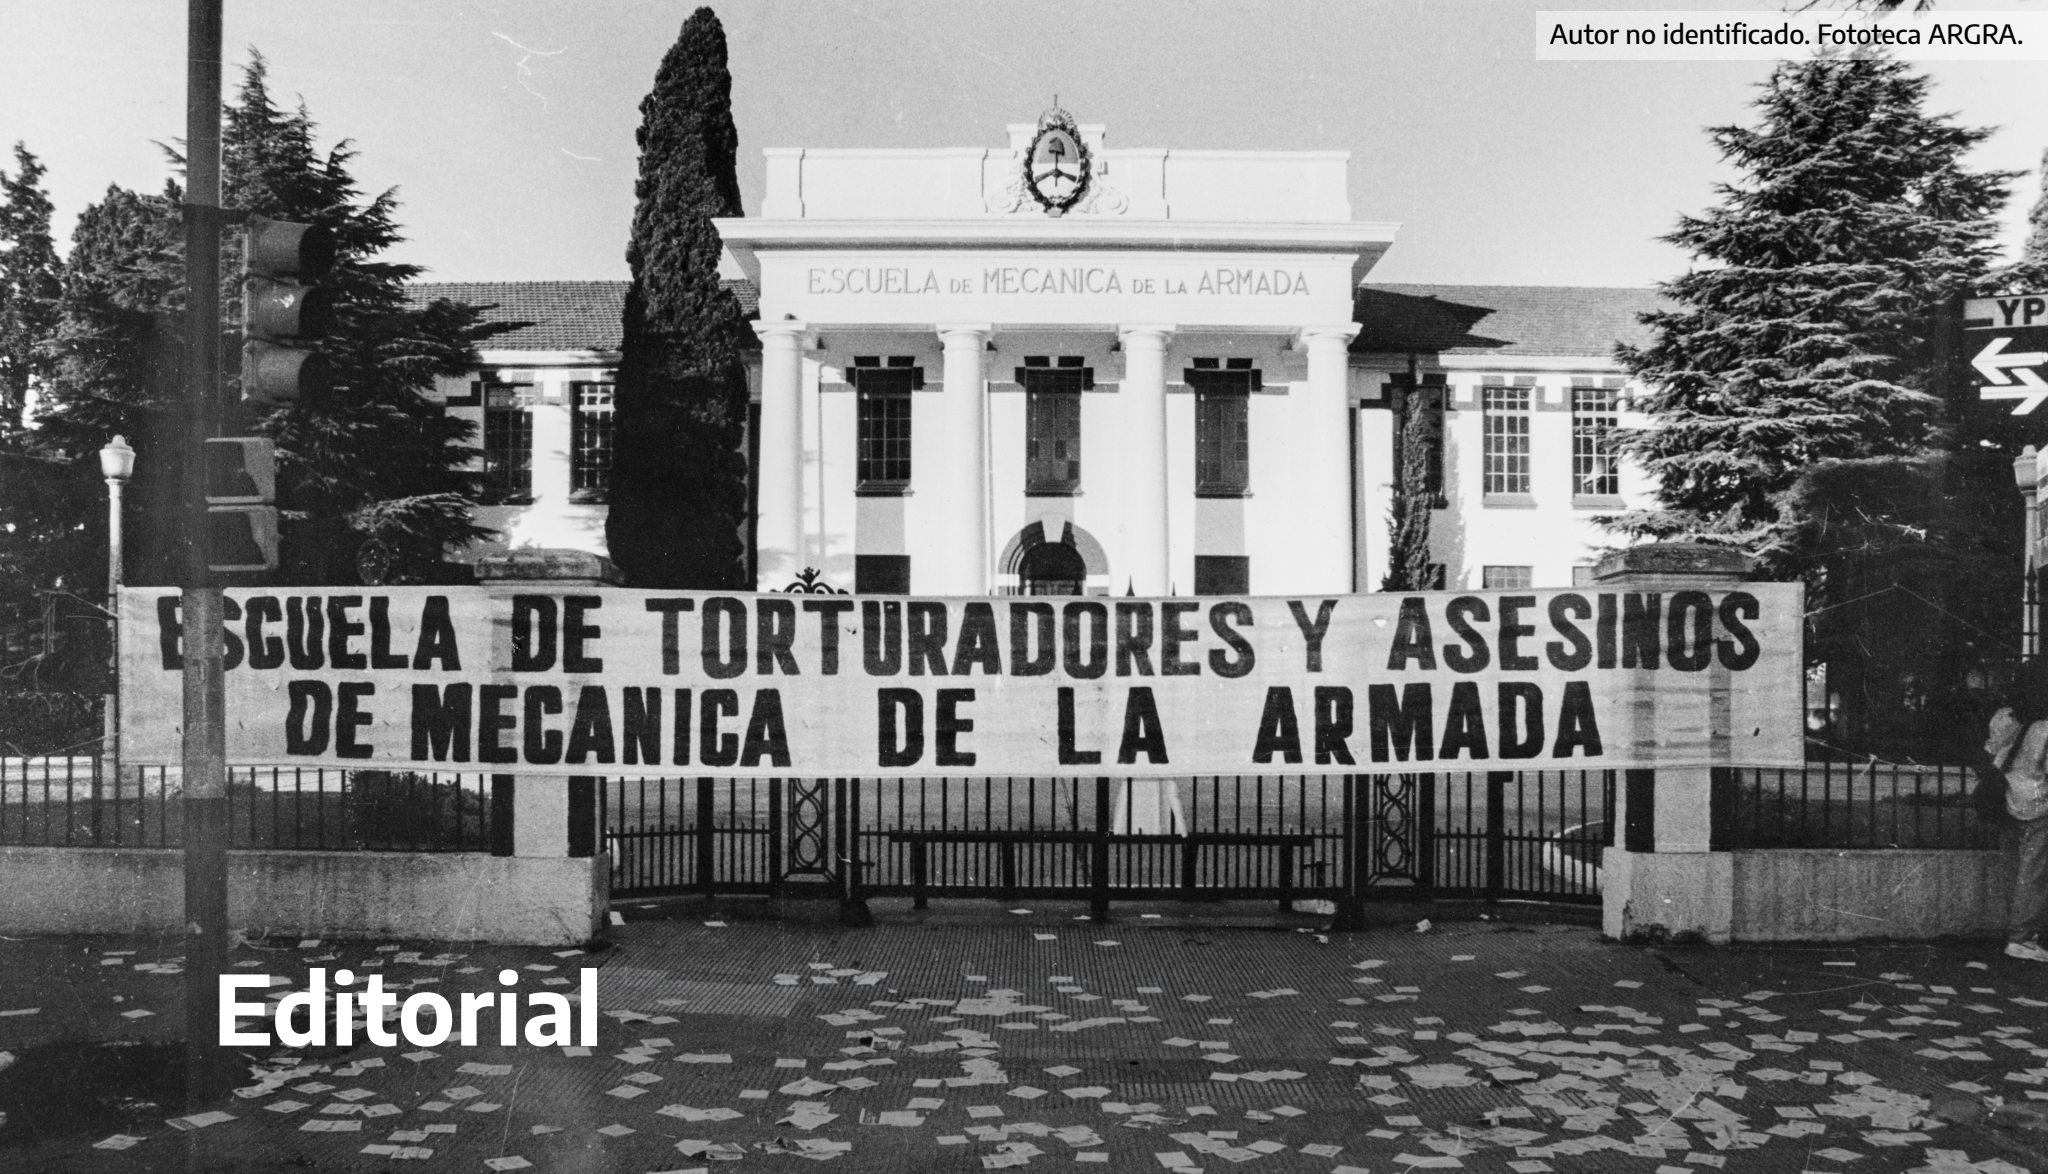 Autor no identificado. Fototeca ARGRA.
ESCUELA DE MECANICA DE LA ARMADA
YP
ESCUELA DE TORTURADORES Y ASESINOS
DE MECANICA DE LA ARMADA
Editorial